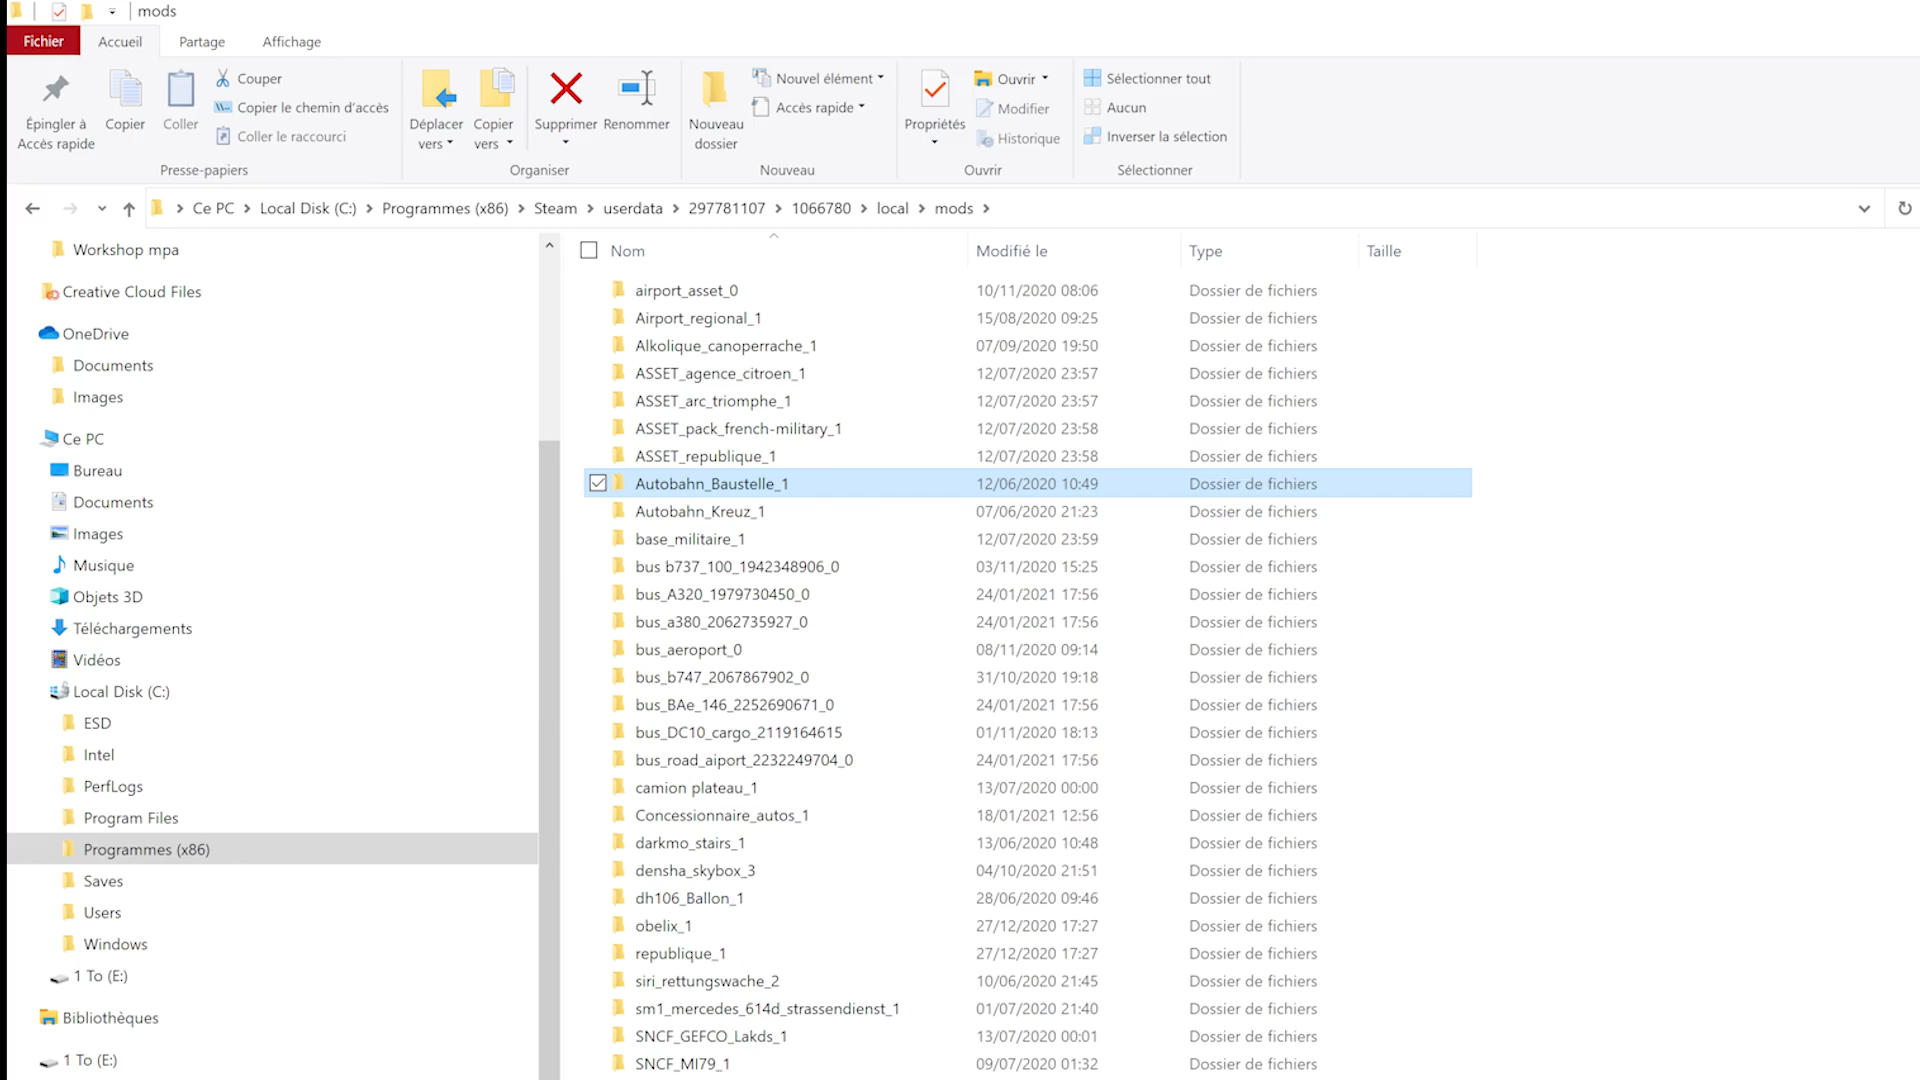 mods
Fichier Accueil Partage Affichage
Épingler à Accès rapide
Copier
Coller
Couper
Copier le chemin d'accès
Coller le raccourci
Presse-papiers
Déplacer vers
Copier vers
Supprimer
Renommer
Organiser
Nouveau dossier
Nouvel élément
Accès rapide
Nouveau
Propriétés
Ouvrir
Modifier
Historique
Ouvrir
Sélectionner tout
Aucun
Inverser la sélection
Sélectionner
Ce PC > Local Disk (C:) > Programmes (x86) > Steam > userdata > 297781107 > 1066780 > local > mods >
Workshop mpa
Creative Cloud Files
OneDrive
Documents
Images
Ce PC
Bureau
Documents
Images
Musique
Objets 3D
Téléchargements
Vidéos
Local Disk (C:)
ESD
Intel
PerfLogs
Program Files
Programmes (x86)
Saves
Users
Windows
1 To (E:)
Bibliothèques
1 To (E:)
Nom Modifié le Type Taille
airport_asset_0 10/11/2020 08:06 Dossier de fichiers
Airport_regional_1 15/08/2020 09:25 Dossier de fichiers
Alkolique_canoperrache_1 07/09/2020 19:50 Dossier de fichiers
ASSET_agence_citroen_1 12/07/2020 23:57 Dossier de fichiers
ASSET_arc_triomphe_1 12/07/2020 23:57 Dossier de fichiers
ASSET_pack_french-military_1 12/07/2020 23:58 Dossier de fichiers
ASSET_republique_1 12/07/2020 23:58 Dossier de fichiers
Autobahn_Baustelle_1 12/06/2020 10:49 Dossier de fichiers
Autobahn_Kreuz_1 07/06/2020 21:23 Dossier de fichiers
base_militaire_1 12/07/2020 23:59 Dossier de fichiers
bus b737_100_1942348906_0 03/11/2020 15:25 Dossier de fichiers
bus_A320_1979730450_0 24/01/2021 17:56 Dossier de fichiers
bus_a380_2062735927_0 24/01/2021 17:56 Dossier de fichiers
bus_aeroport_0 08/11/2020 09:14 Dossier de fichiers
bus_b747_2067867902_0 31/10/2020 19:18 Dossier de fichiers
bus_BAe_146_2252690671_0 24/01/2021 17:56 Dossier de fichiers
bus_DC10_cargo_2119164615 01/11/2020 18:13 Dossier de fichiers
bus_road_aiport_2232249704_0 24/01/2021 17:56 Dossier de fichiers
camion plateau_1 13/07/2020 00:00 Dossier de fichiers
Concessionnaire_autos_1 18/01/2021 12:56 Dossier de fichiers
darkmo_stairs_1 13/06/2020 10:48 Dossier de fichiers
densha_skybox_3 04/10/2020 21:51 Dossier de fichiers
dh106_Ballon_1 28/06/2020 09:46 Dossier de fichiers
obelix_1 27/12/2020 17:27 Dossier de fichiers
republique_1 27/12/2020 17:27 Dossier de fichiers
siri_rettungswache_2 10/06/2020 21:45 Dossier de fichiers
sm1_mercedes_614d_strassendienst_1 01/07/2020 21:40 Dossier de fichiers
SNCF_GEFCO_Lakds_1 13/07/2020 00:01 Dossier de fichiers
SNCF_MI79_1 09/07/2020 01:32 Dossier de fichiers